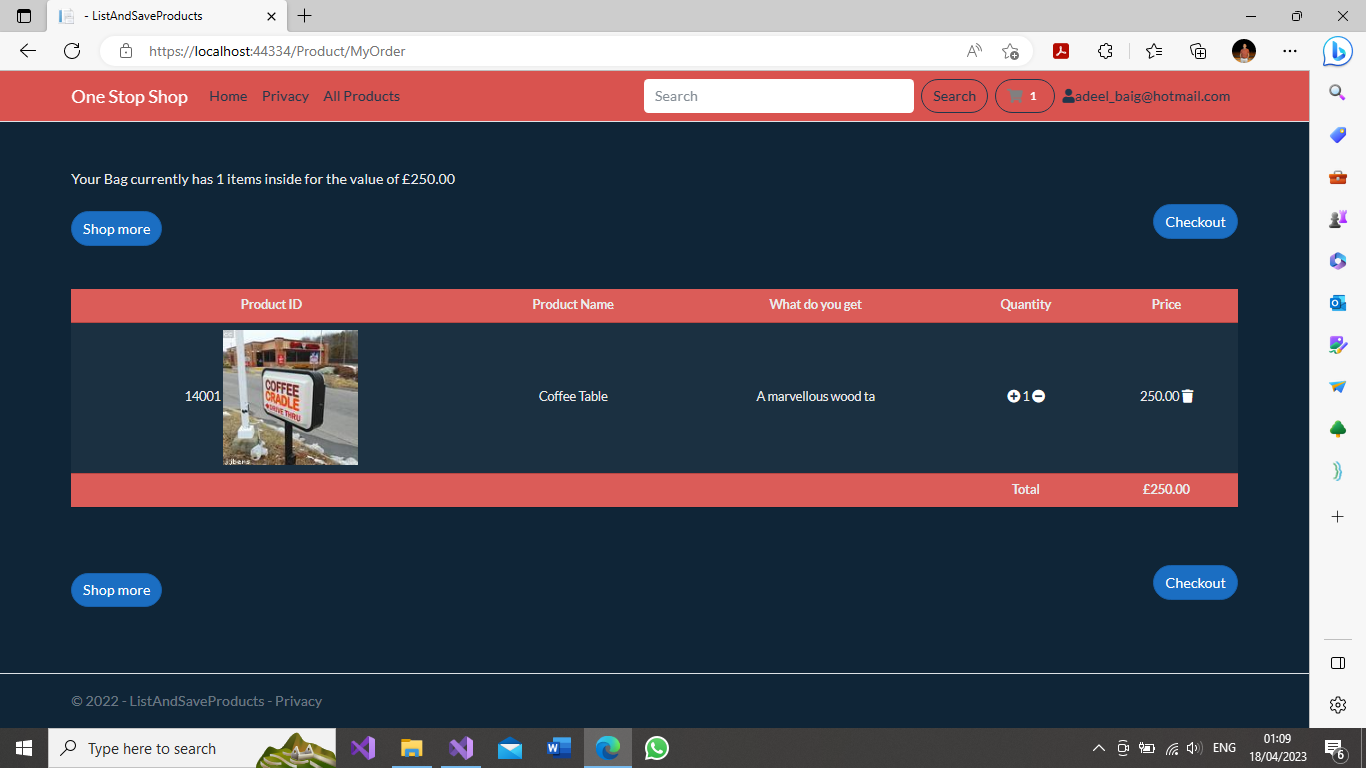 - ListAndSaveProducts
https://localhost:44334/Product/MyOrder
One Stop Shop Home Privacy All Products Search Search 1 adeel_baig@hotmail.com
Your Bag currently has 1 items inside for the value of £250.00
Shop more Checkout
Product ID Product Name What do you get Quantity Price
14001 Coffee Table A marvellous wood ta 1 250.00
COFFEE
CRADLE
DRIVE THRU
jjbens
Total £250.00
Shop more Checkout
© 2022 - ListAndSaveProducts - Privacy
Type here to search ENG 01:09
18/04/2023 6